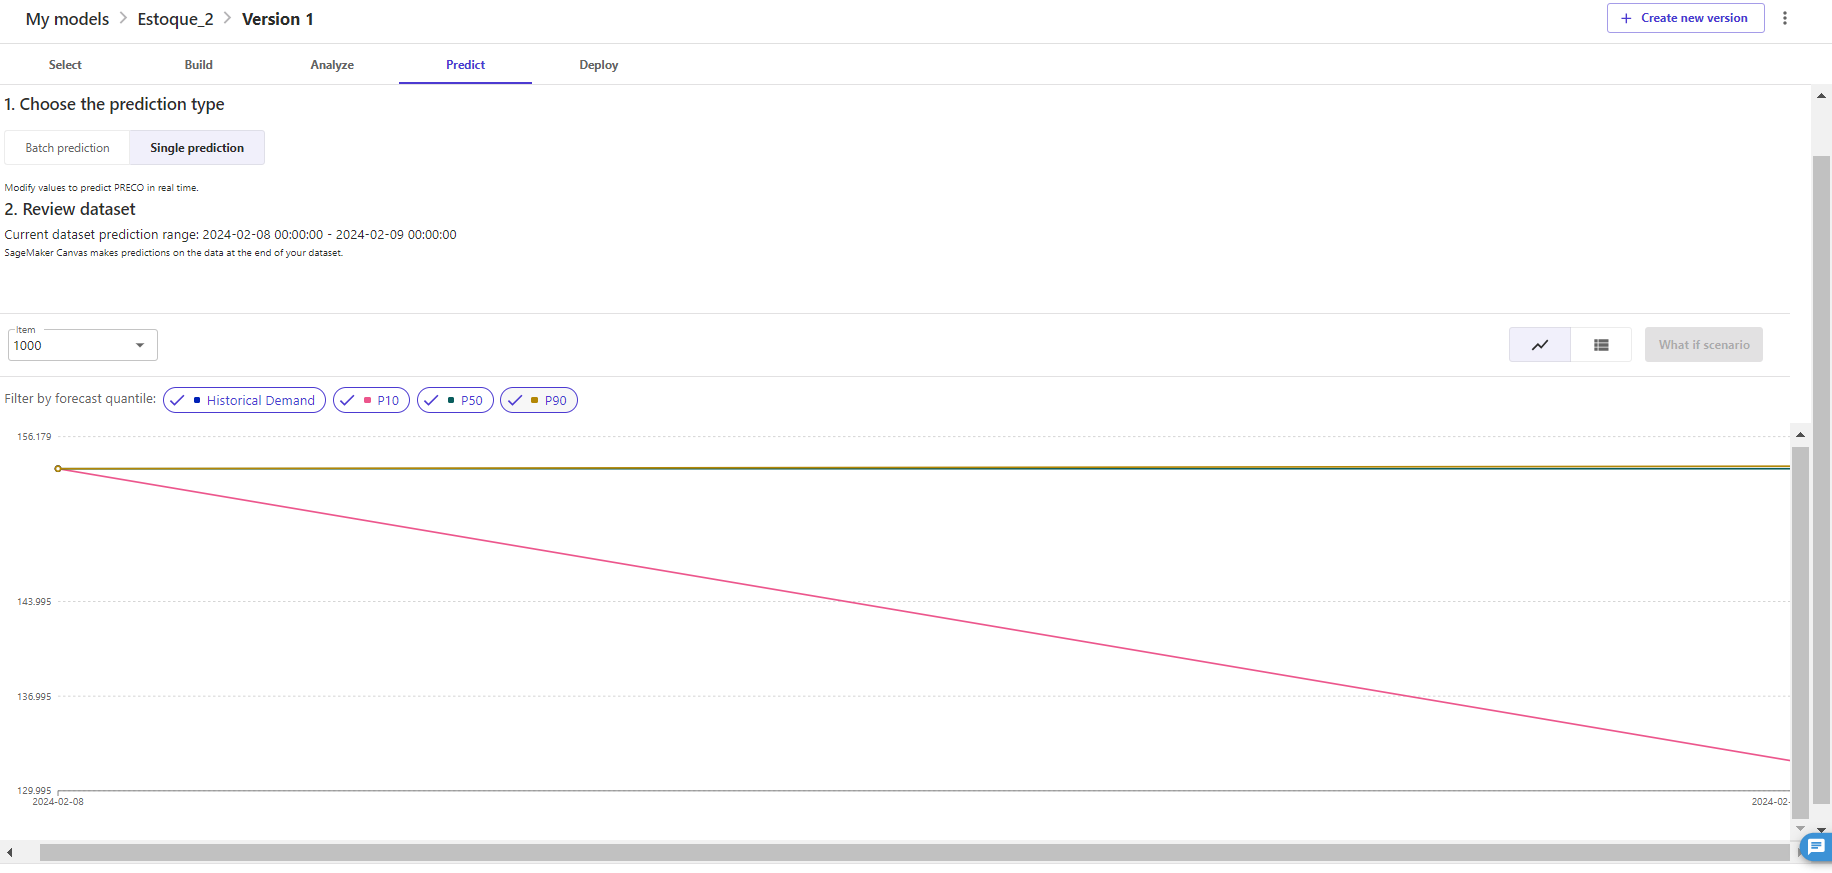 My models > Estoque_2 > Version 1
+ Create new version
Select Build Analyze Predict Deploy
1. Choose the prediction type
Batch prediction Single prediction
Modify values to predict PRECO in real time.
2. Review dataset
Current dataset prediction range: 2024-02-08 00:00:00 - 2024-02-09 00:00:00
SageMaker Canvas makes predictions on the data at the end of your dataset.
Item
1000
What if scenario
Filter by forecast quantile: Historical Demand P10 P50 P90
156.179
143.995
136.995
129.995
2024-02-08 2024-02-